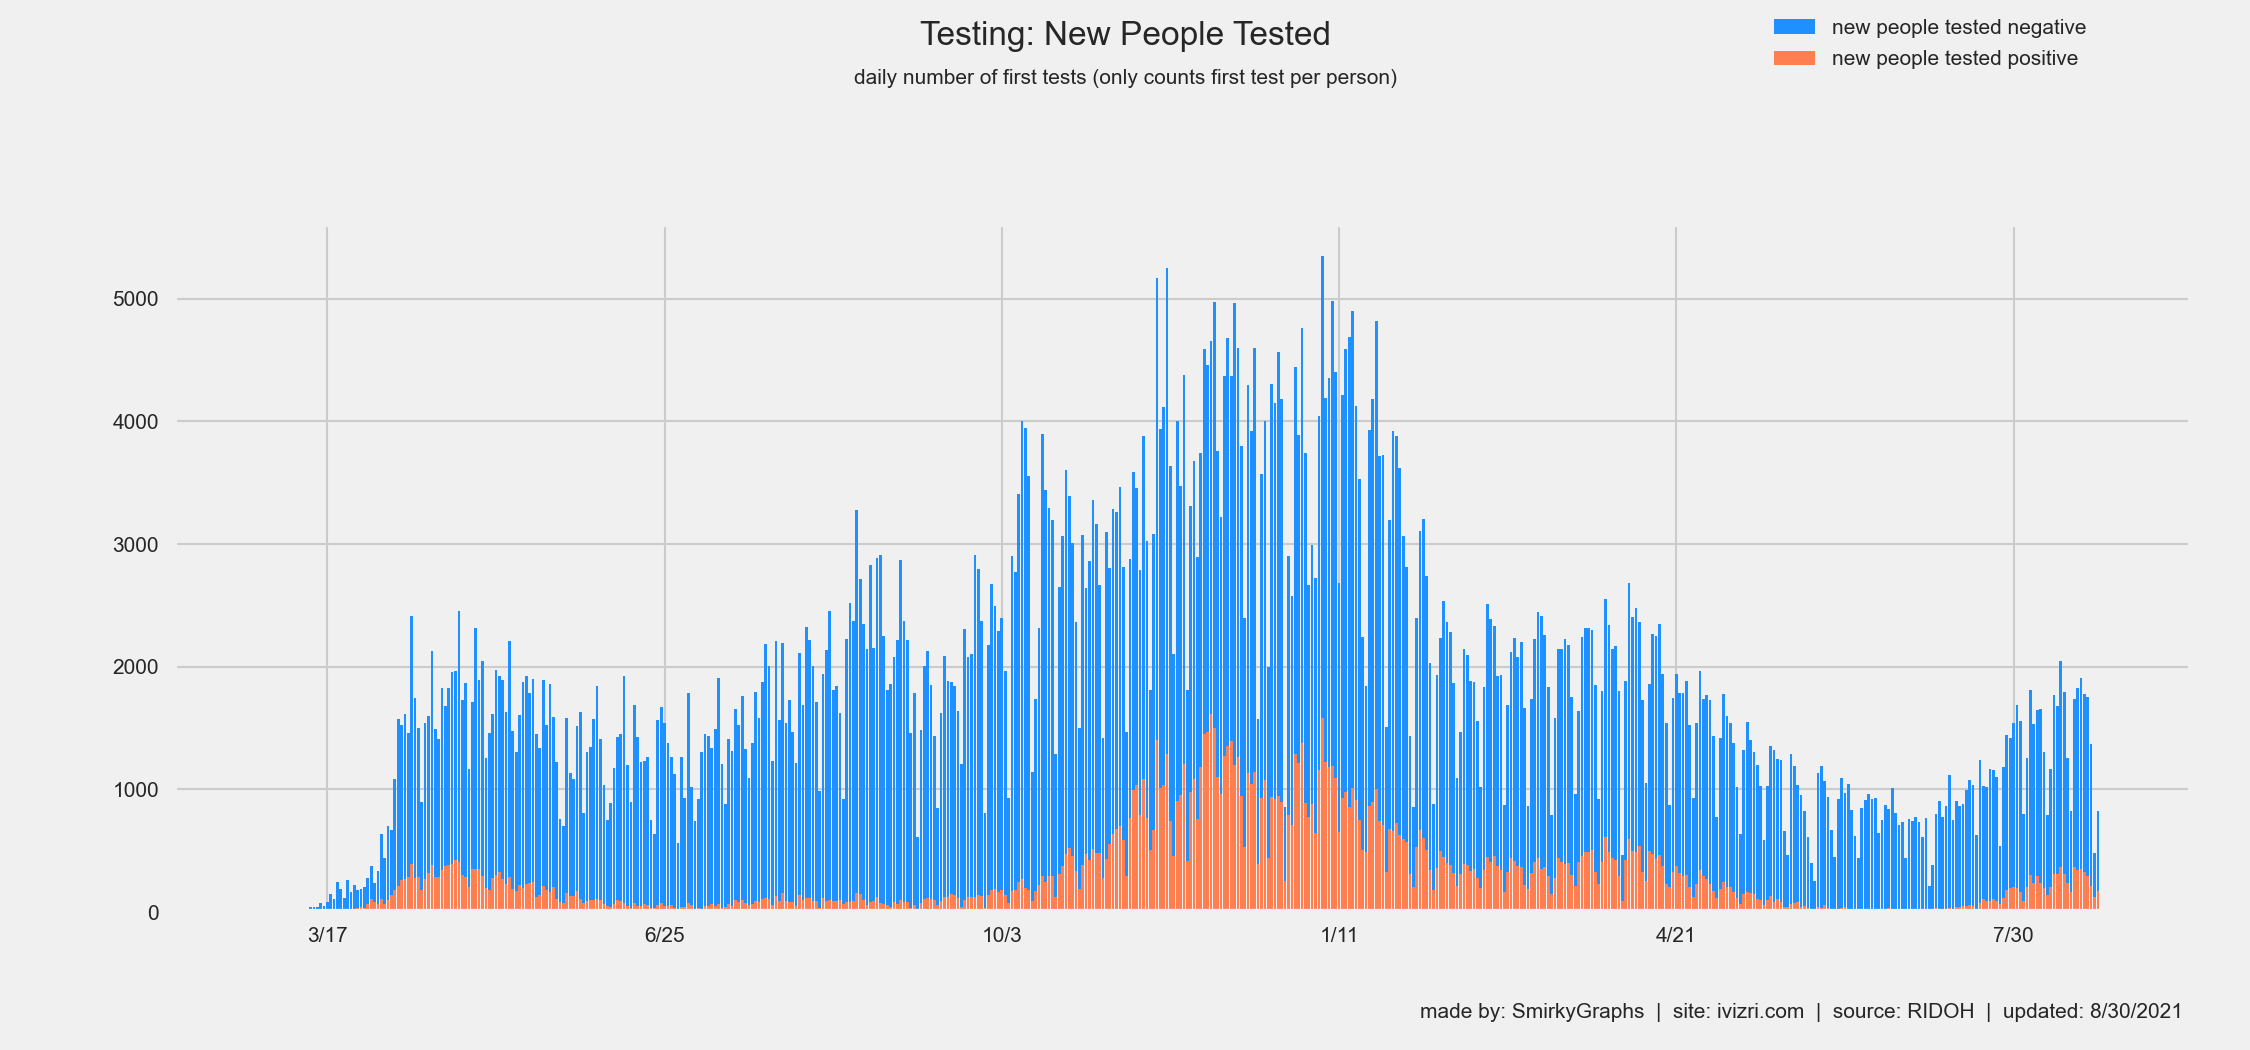 Testing: New People Tested
daily number of first tests (only counts first test per person)
new people tested negative
new people tested positive
5000
4000
3000
2000
1000
0
3/17 6/25 10/3 1/11 4/21 7/30
made by: SmirkyGraphs | site: ivizri.com | source: RIDOH | updated: 8/30/2021